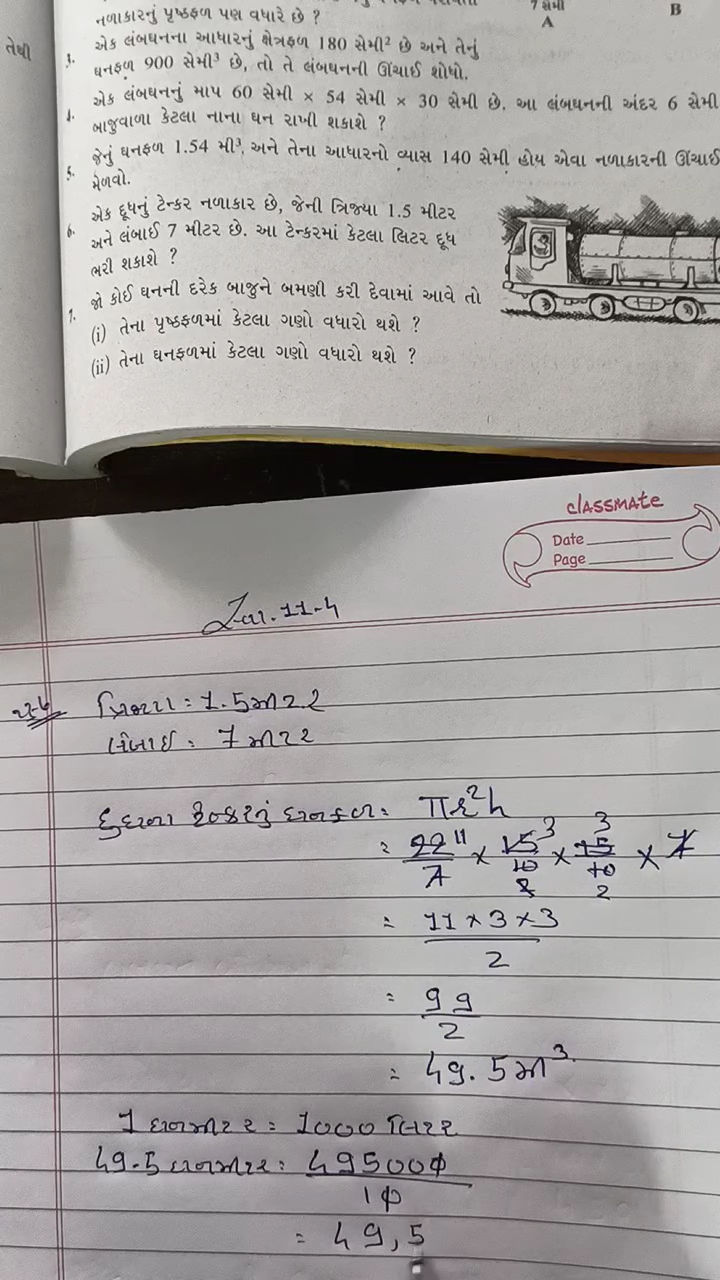 નળાકારનું પૃષ્ઠફળ પણ વધારે છે ?
7 સેમી
A
B
તેથી
3. એક લંબઘનના આધારનું ક્ષેત્રફળ 180 સેમી² છે અને તેનું
ઘનફળ 900 સેમી³ છે, તો તે લંબઘનની ઊંચાઈ શોધો.
4. એક લંબઘનનું માપ 60 સેમી × 54 સેમી × 30 સેમી છે. આ લંબઘનની અંદર 6 સેમી
બાજુવાળા કેટલા નાના ઘન રાખી શકાશે ?
5. જેનું ઘનફળ 1.54 મી³ અને તેના આધારનો વ્યાસ 140 સેમી હોય એવા નળાકારની ઊંચાઈ
મેળવો.
6. એક દૂધનું ટેન્કર નળાકાર છે, જેની ત્રિજ્યા 1.5 મીટર
અને લંબાઈ 7 મીટર છે. આ ટેન્કરમાં કેટલા લિટર દૂધ
ભરી શકાશે ?
7. જો કોઈ ઘનની દરેક બાજુને બમણી કરી દેવામાં આવે તો
(i) તેના પૃષ્ઠફળમાં કેટલા ગણો વધારો થશે ?
(ii) તેના ઘનફળમાં કેટલા ગણો વધારો થશે ?
classmate
Date
Page
સ્વા. 11-4
ત્રિજ્યા = 1.5 મીટર
લંબાઈ = 7 મીટર
દુધના ટેન્કરનું ઘનફળ = πr²h
= 22/7 11 × 15/10 3 2 × 15/10 3 2 × 7
= 11 × 3 × 3 / 2
= 99 / 2
= 49.5 મી³
1 ઘનમીટર = 1000 લિટર
49.5 ઘનમીટર = 495000 / 10
= 49,5